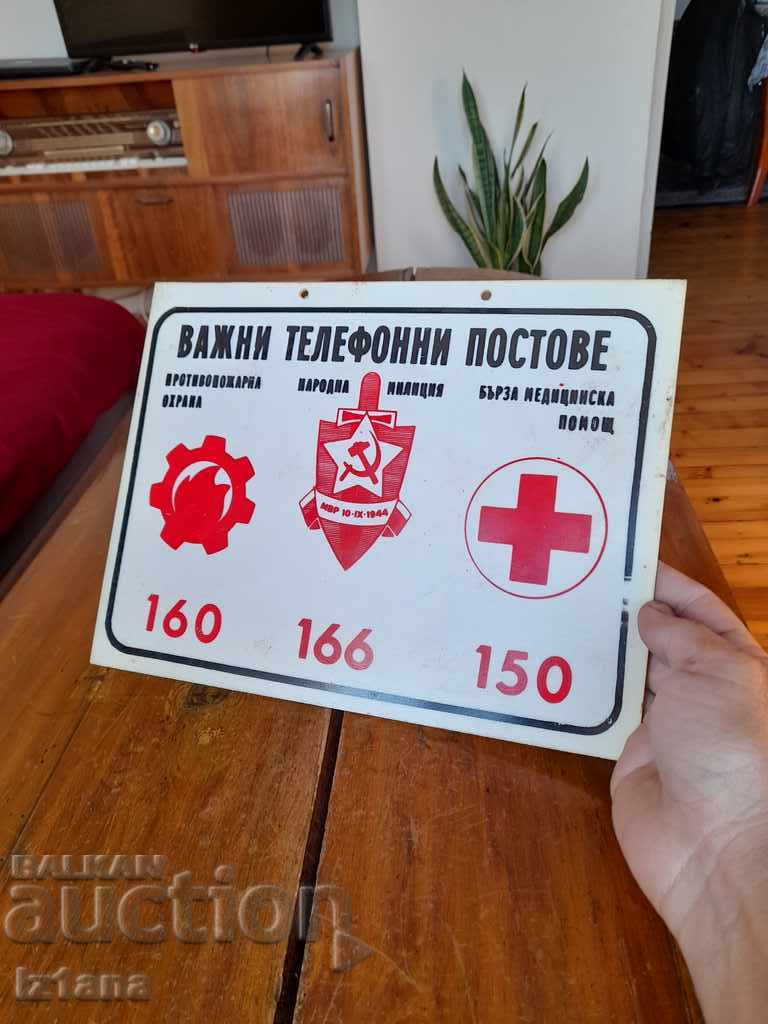 ВАЖНИ ТЕЛЕФОННИ ПОСТОВЕ
ПРОТИВОПОЖАРНА
ОХРАНА
НАРОДНА МИЛИЦИЯ
БЪРЗА МЕДИЦИНСКА
ПОМОЩ
МВР 10·IX·1944
160
166
150
BALKAN
auction
Iz1ana